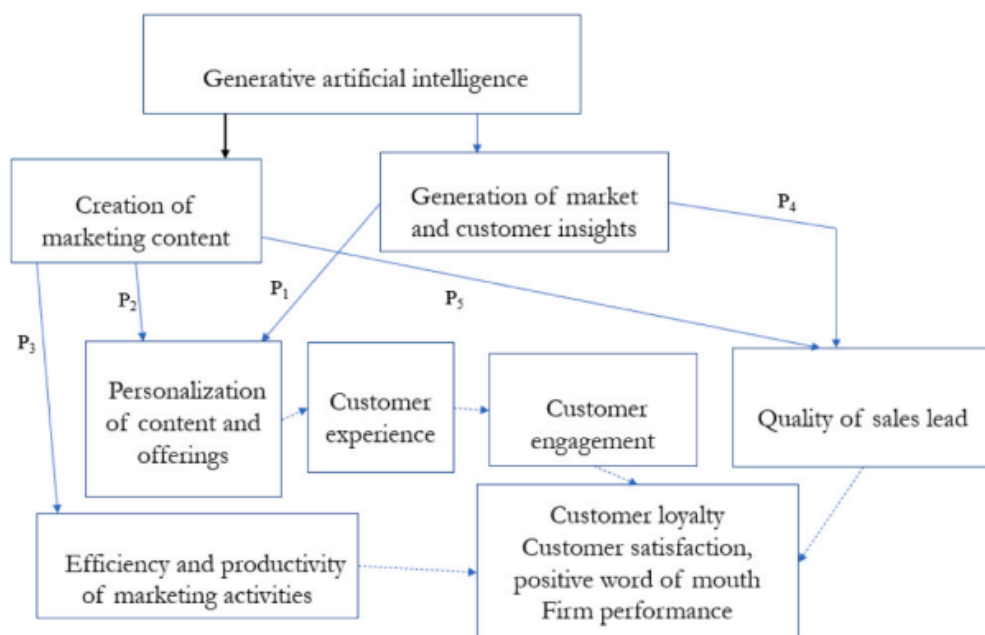 Generative artificial intelligence
Creation of
marketing content
Generation of market
and customer insights
P4
P2
P1
P5
P3
Personalization
of content and
offerings
Customer
experience
Customer
engagement
Quality of sales lead
Efficiency and productivity
of marketing activities
Customer loyalty
Customer satisfaction,
positive word of mouth
Firm performance